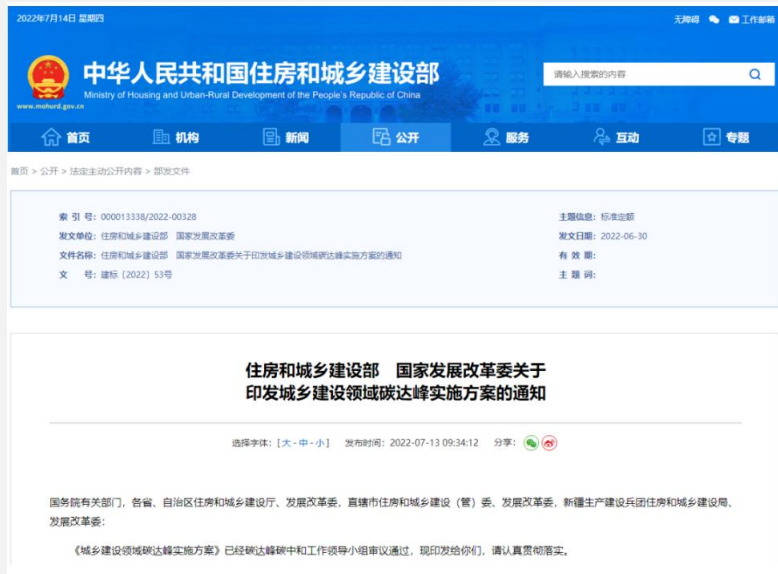 2022年7月14日 星期四
无障碍 工作邮箱
中华人民共和国住房和城乡建设部
Ministry of Housing and Urban-Rural Development of the People's Republic of China
www.mohurd.gov.cn
请输入搜索的内容
首页 机构 新闻 公开 服务 互动 专题
首页 > 公开 > 法定主动公开内容 > 部发文件
索 引 号：000013338/2022-00328
主题信息：标准定额
发文单位：住房和城乡建设部 国家发展改革委
发文日期：2022-06-30
文件名称：住房和城乡建设部 国家发展改革委关于印发城乡建设领域碳达峰实施方案的通知
有 效 期：
文 号：建标〔2022〕53号
主 题 词：
住房和城乡建设部 国家发展改革委关于
印发城乡建设领域碳达峰实施方案的通知
选择字体：[大 - 中 - 小] 发布时间：2022-07-13 09:34:12 分享：
国务院有关部门，各省、自治区住房和城乡建设厅、发展改革委，直辖市住房和城乡建设（管）委、发展改革委，新疆生产建设兵团住房和城乡建设局、
发展改革委：
《城乡建设领域碳达峰实施方案》已经碳达峰碳中和工作领导小组审议通过，现印发给你们，请认真贯彻落实。